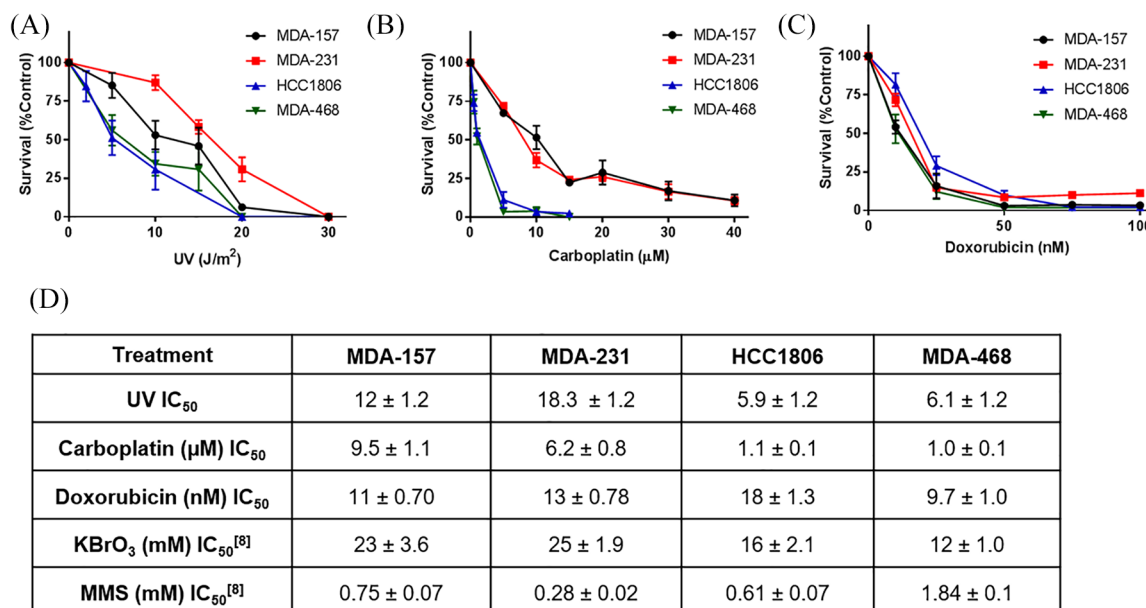 (A)
MDA-157
MDA-231
HCC1806
MDA-468
Survival (%Control)
100
75
50
25
0
0
10
20
30
UV (J/m²)
(B)
MDA-157
MDA-231
HCC1806
MDA-468
Survival (%Control)
100
75
50
25
0
0
10
20
30
40
Carboplatin (μM)
(C)
MDA-157
MDA-231
HCC1806
MDA-468
Survival (%Control)
100
75
50
25
0
0
25
50
75
100
Doxorubicin (nM)
(D)
Treatment MDA-157 MDA-231 HCC1806 MDA-468
UV IC₅₀ 12 ± 1.2 18.3 ± 1.2 5.9 ± 1.2 6.1 ± 1.2
Carboplatin (μM) IC₅₀ 9.5 ± 1.1 6.2 ± 0.8 1.1 ± 0.1 1.0 ± 0.1
Doxorubicin (nM) IC₅₀ 11 ± 0.70 13 ± 0.78 18 ± 1.3 9.7 ± 1.0
KBrO₃ (mM) IC₅₀[8] 23 ± 3.6 25 ± 1.9 16 ± 2.1 12 ± 1.0
MMS (mM) IC₅₀[8] 0.75 ± 0.07 0.28 ± 0.02 0.61 ± 0.07 1.84 ± 0.1